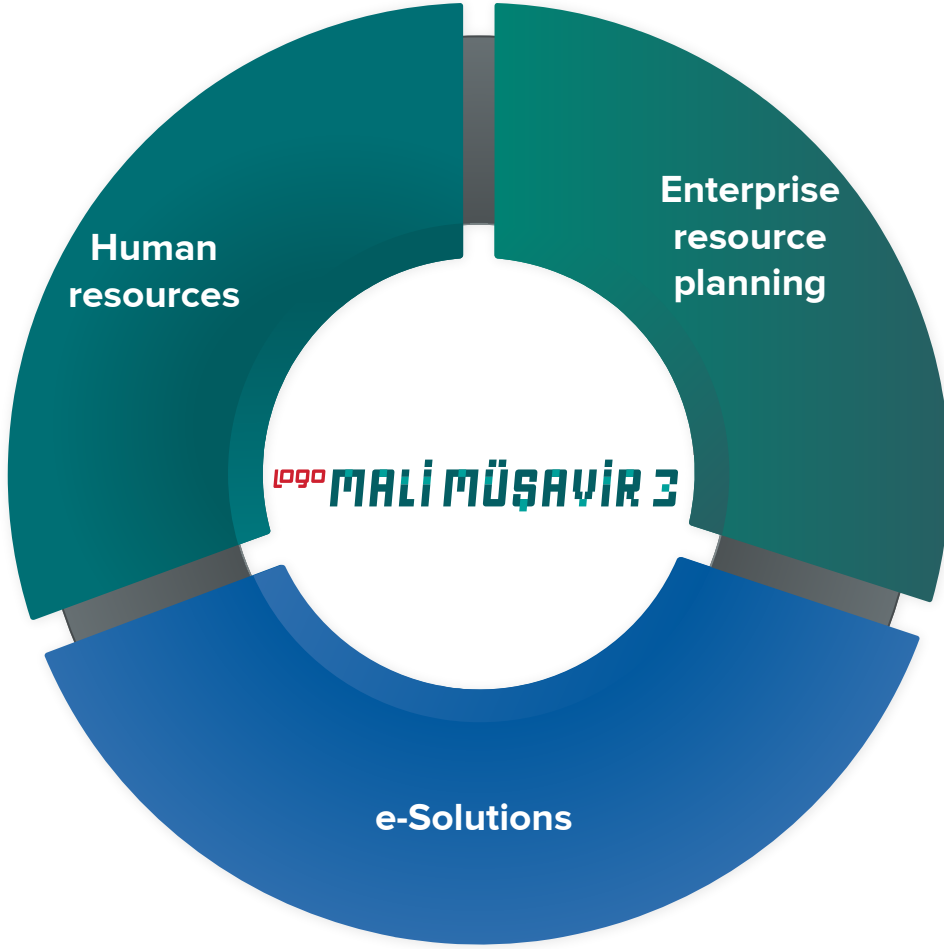 Human
resources
Enterprise
resource
planning
LOGO MALİ MÜŞAVİR 3
e-Solutions